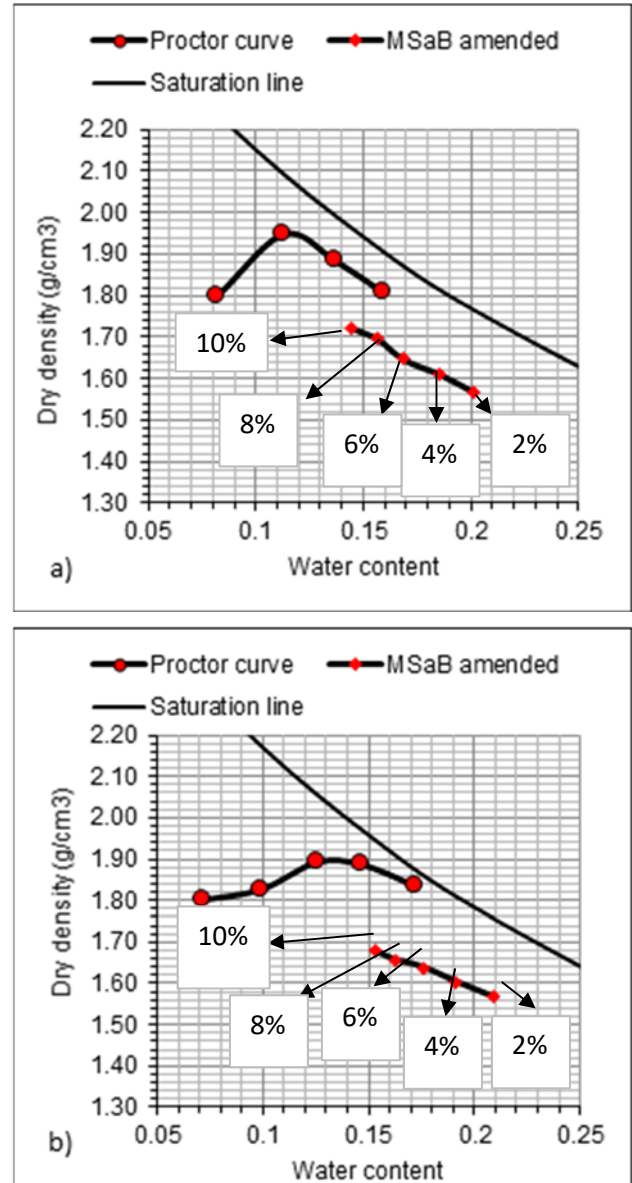 Proctor curve MSaB amended
Saturation line
2.20
2.10
2.00
1.90
1.80
1.70
1.60
1.50
1.40
1.30
Dry density (g/cm3)
10%
8%
6%
4%
2%
0.05 0.1 0.15 0.2 0.25
Water content
a)
Proctor curve MSaB amended
Saturation line
2.20
2.10
2.00
1.90
1.80
1.70
1.60
1.50
1.40
1.30
Dry density (g/cm3)
10%
8%
6%
4%
2%
0.05 0.1 0.15 0.2 0.25
Water content
b)